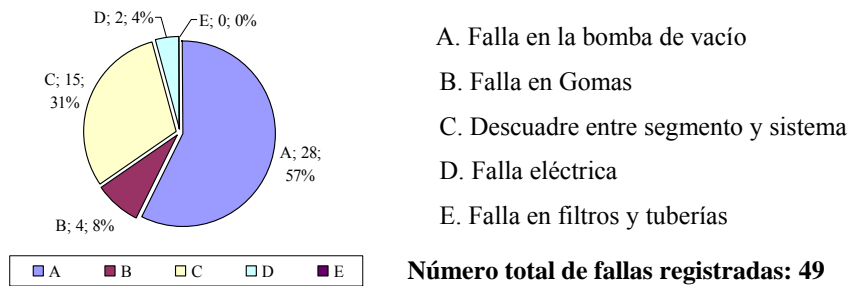 D; 2; 4%
E; 0; 0%
C; 15;
31%
A; 28;
57%
B; 4; 8%
A B C D E
A. Falla en la bomba de vacío
B. Falla en Gomas
C. Descuadre entre segmento y sistema
D. Falla eléctrica
E. Falla en filtros y tuberías
Número total de fallas registradas: 49